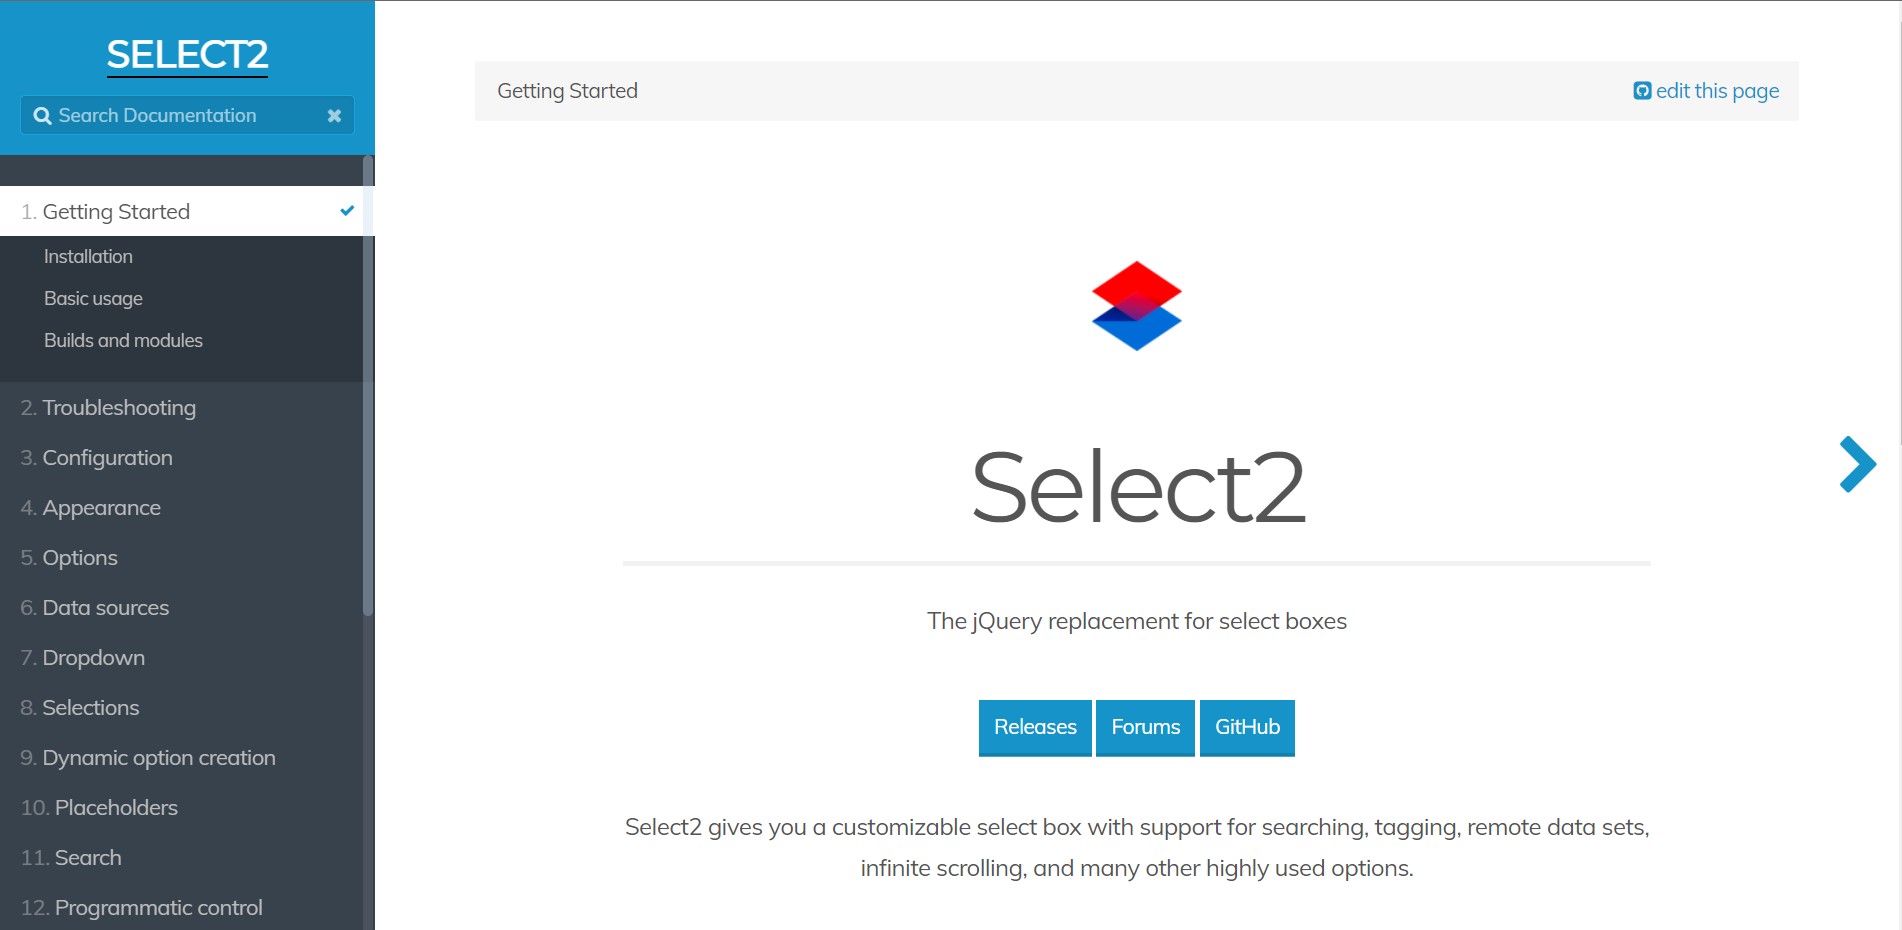 SELECT2
Search Documentation
1. Getting Started
Installation
Basic usage
Builds and modules
2. Troubleshooting
3. Configuration
4. Appearance
5. Options
6. Data sources
7. Dropdown
8. Selections
9. Dynamic option creation
10. Placeholders
11. Search
12. Programmatic control
Getting Started
edit this page
Select2
The jQuery replacement for select boxes
Releases
Forums
GitHub
Select2 gives you a customizable select box with support for searching, tagging, remote data sets,
infinite scrolling, and many other highly used options.